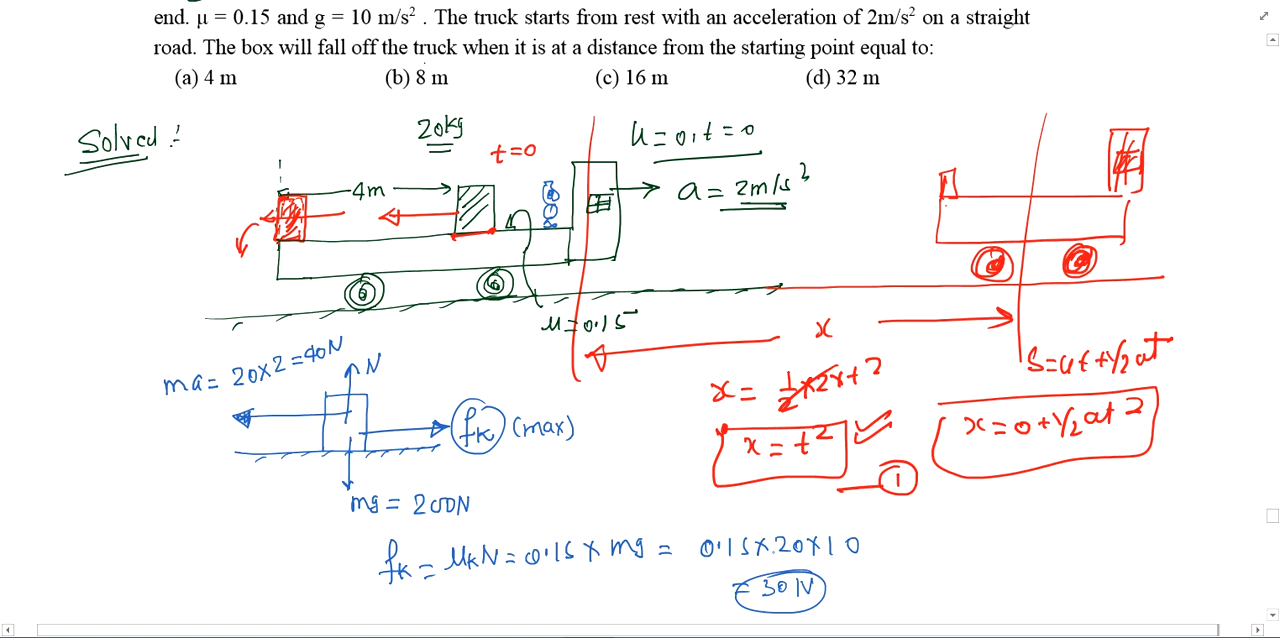 end. μ = 0.15 and g = 10 m/s² . The truck starts from rest with an acceleration of 2m/s² on a straight
road. The box will fall off the truck when it is at a distance from the starting point equal to:
(a) 4 m (b) 8 m (c) 16 m (d) 32 m
Solved :-
20kg
t=0
u=0, t=0
4m
a = 2m/s²
μ=0.15
x
ma = 20×2=40N
N
fk (max)
mg = 200N
S=ut+½at
x = ½×2×t²
x = 0+½at²
x = t²
1
fk = μkN = 0.15 × mg = 0.15×20×10
= 30N